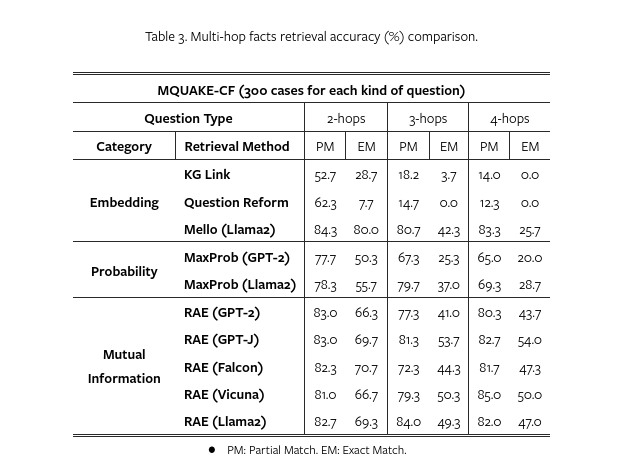 Table 3. Multi-hop facts retrieval accuracy (%) comparison.
MQUAKE-CF (300 cases for each kind of question)
Question Type 2-hops 3-hops 4-hops
Category Retrieval Method PM EM PM EM PM EM
KG Link 52.7 28.7 18.2 3.7 14.0 0.0
Embedding Question Reform 62.3 7.7 14.7 0.0 12.3 0.0
Mello (Llama2) 84.3 80.0 80.7 42.3 83.3 25.7
Probability
MaxProb (GPT-2) 77.7 50.3 67.3 25.3 65.0 20.0
MaxProb (Llama2) 78.3 55.7 79.7 37.0 69.3 28.7
Mutual
Information
RAE (GPT-2) 83.0 66.3 77.3 41.0 80.3 43.7
RAE (GPT-J) 83.0 69.7 81.3 53.7 82.7 54.0
RAE (Falcon) 82.3 70.7 72.3 44.3 81.7 47.3
RAE (Vicuna) 81.0 66.7 79.3 50.3 85.0 50.0
RAE (Llama2) 82.7 69.3 84.0 49.3 82.0 47.0
● PM: Partial Match. EM: Exact Match.